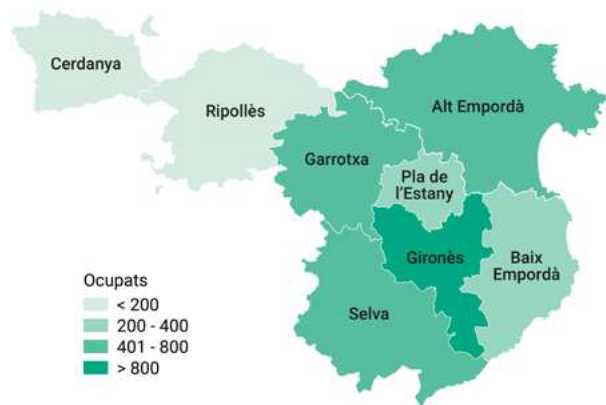 Cerdanya
Ripollès
Alt Empordà
Garrotxa
Pla de
l'Estany
Gironès
Baix
Empordà
Selva
Ocupats
< 200
200 - 400
401 - 800
> 800